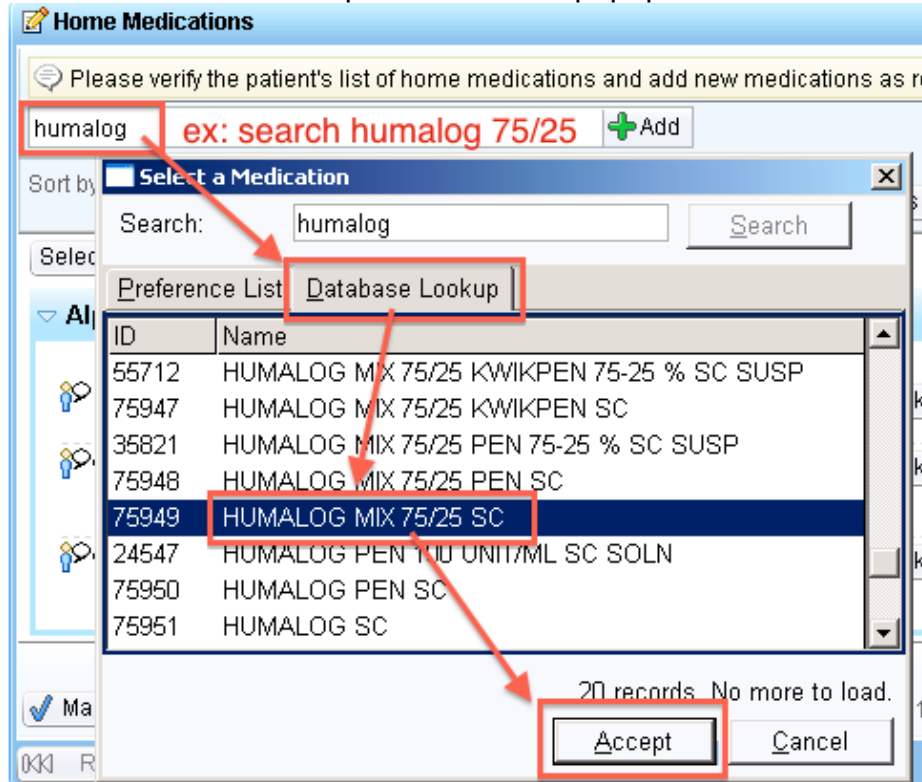 Home Medications
Please verify the patient's list of home medications and add new medications as
humalog ex: search humalog 75/25 Add
Sort by
Select a Medication
Search: humalog Search
Preference List Database Lookup
ID Name
55712 HUMALOG MIX 75/25 KWIKPEN 75-25 % SC SUSP
75947 HUMALOG MIX 75/25 KWIKPEN SC
35821 HUMALOG MIX 75/25 PEN 75-25 % SC SUSP
75948 HUMALOG MIX 75/25 PEN SC
75949 HUMALOG MIX 75/25 SC
24547 HUMALOG PEN 100 UNIT/ML SC SOLN
75950 HUMALOG PEN SC
75951 HUMALOG SC
20 records. No more to load.
Accept Cancel